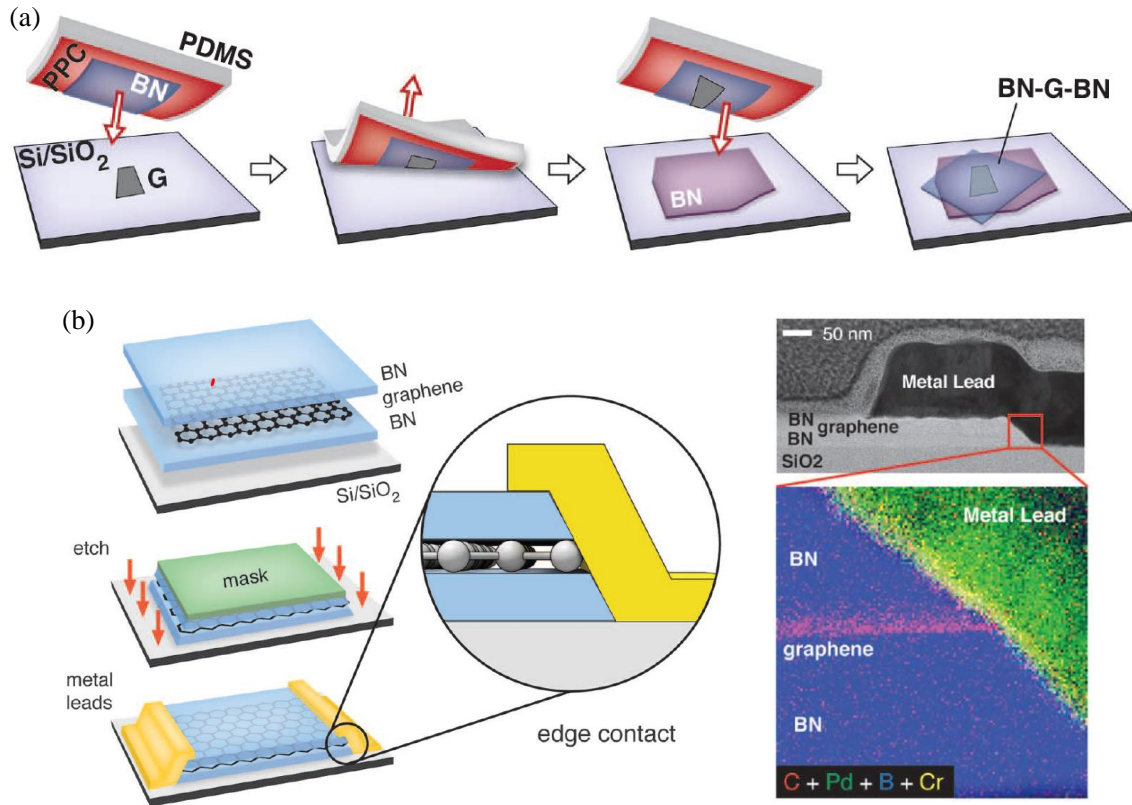 (a)
PDMS
PPC
BN
Si/SiO2
G
BN
BN-G-BN
(b)
BN
graphene
BN
Si/SiO2
etch
mask
metal
leads
edge contact
50 nm
Metal Lead
BN
graphene
BN
SiO2
Metal Lead
BN
graphene
BN
C + Pd + B + Cr